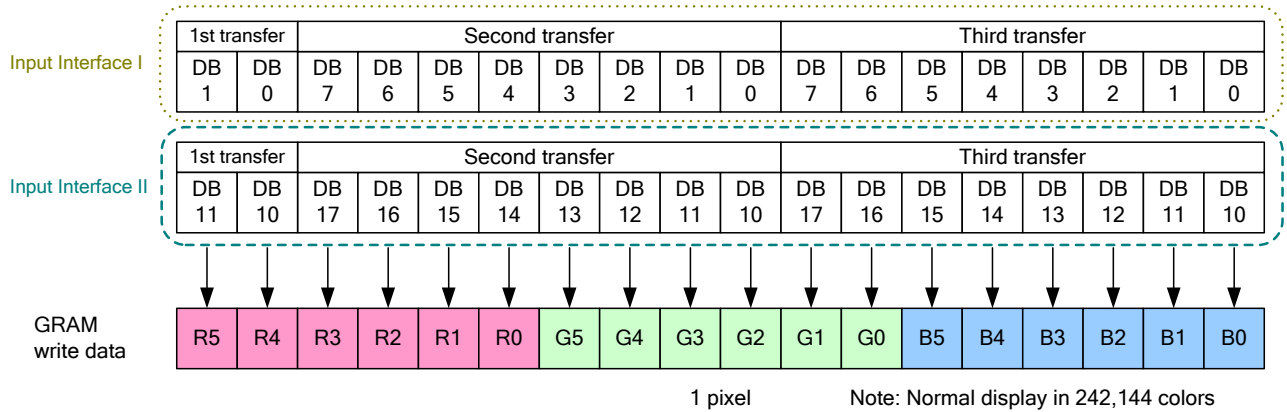 1st transfer Second transfer Third transfer
Input Interface I
DB DB DB DB DB DB DB DB DB DB DB DB DB DB DB DB DB DB
1 0 7 6 5 4 3 2 1 0 7 6 5 4 3 2 1 0
1st transfer Second transfer Third transfer
Input Interface II
DB DB DB DB DB DB DB DB DB DB DB DB DB DB DB DB DB DB
11 10 17 16 15 14 13 12 11 10 17 16 15 14 13 12 11 10
GRAM
write data
R5 R4 R3 R2 R1 R0 G5 G4 G3 G2 G1 G0 B5 B4 B3 B2 B1 B0
1 pixel Note: Normal display in 242,144 colors